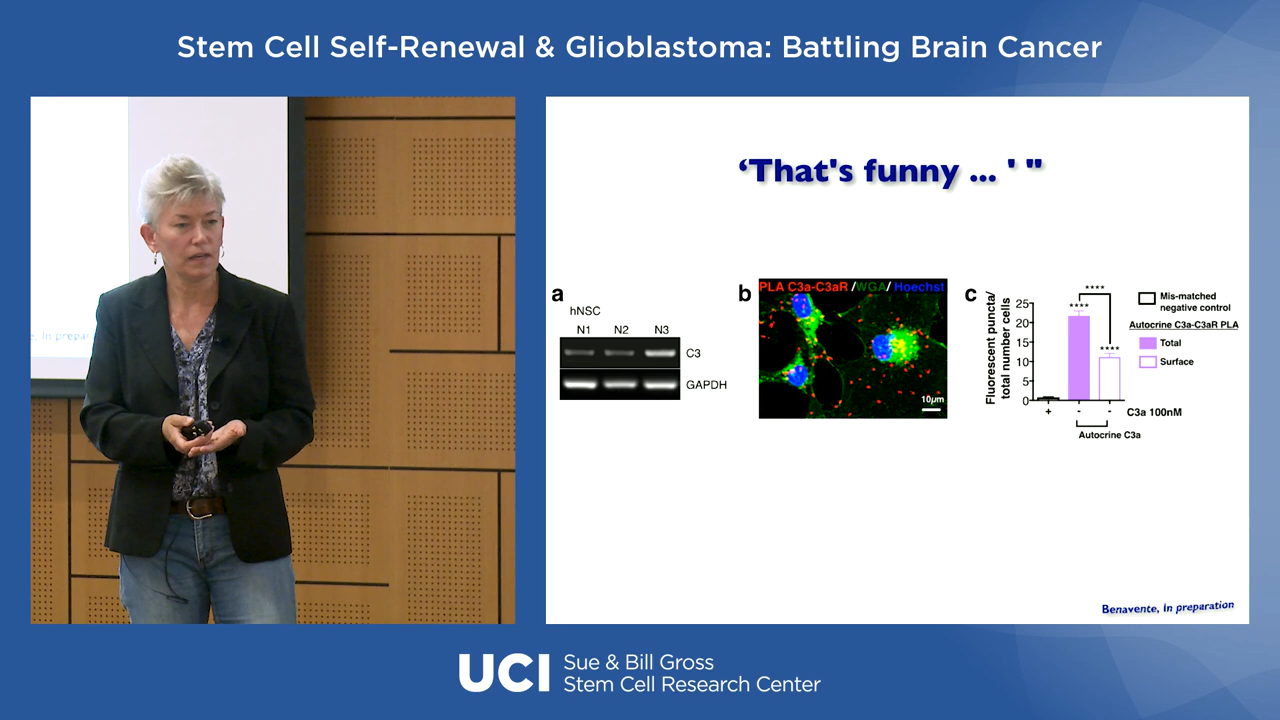 Stem Cell Self-Renewal & Glioblastoma: Battling Brain Cancer
e, In prepar
‘That's funny ... ' "
a
hNSC
N1 N2 N3
C3
GAPDH
b
PLA C3a-C3aR /WGA/ Hoechst
10µm
c
Fluorescent puncta/
total number cells
25
20
15
10
5
0
****
****
****
+ - - C3a 100nM
Autocrine C3a
Mis-matched
negative control
Autocrine C3a-C3aR PLA
Total
Surface
Benavente, In preparation
UCI
Sue & Bill Gross
Stem Cell Research Center